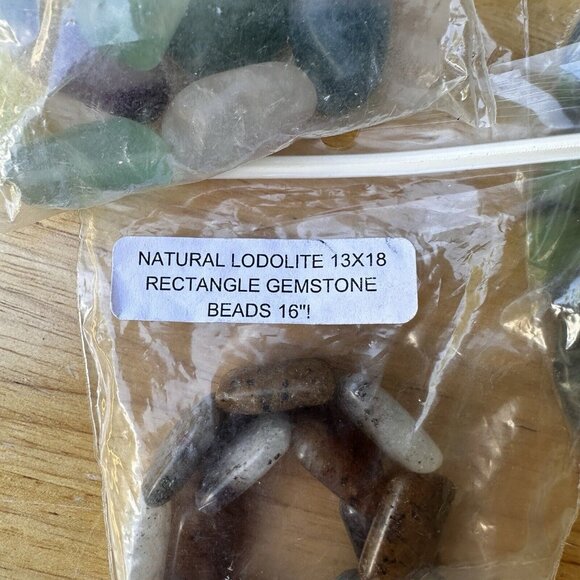 NATURAL LODOLITE 13X18
RECTANGLE GEMSTONE
BEADS 16"!